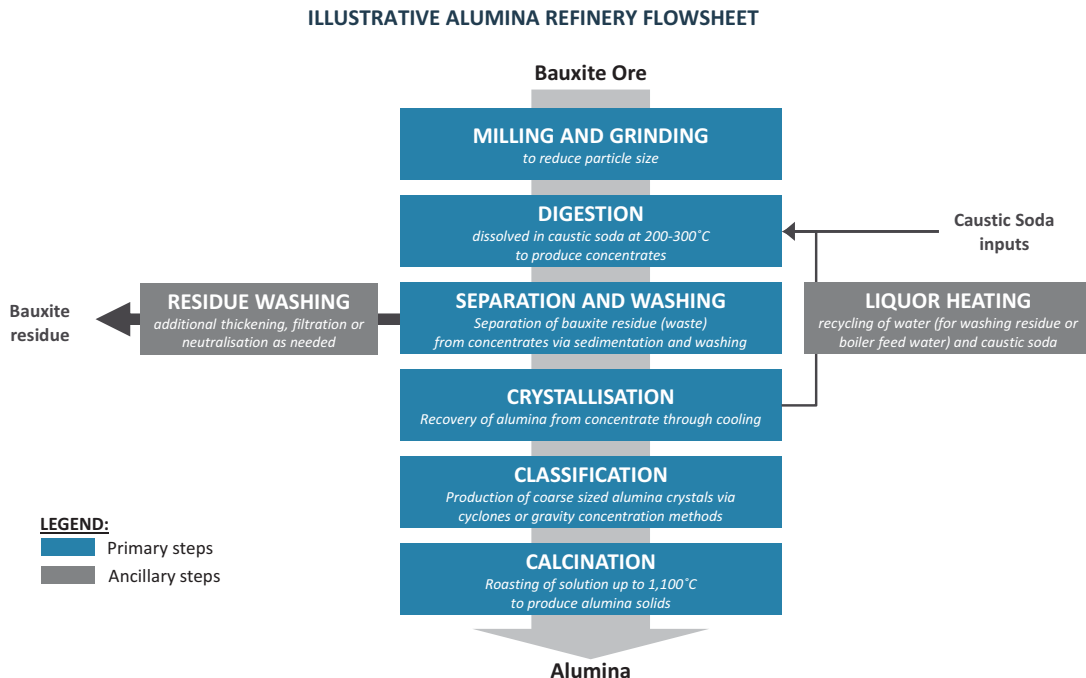 ILLUSTRATIVE ALUMINA REFINERY FLOWSHEET
Bauxite Ore
MILLING AND GRINDING
to reduce particle size
DIGESTION
dissolved in caustic soda at 200-300˚C
to produce concentrates
Caustic Soda
inputs
Bauxite
residue
RESIDUE WASHING
additional thickening, filtration or
neutralisation as needed
SEPARATION AND WASHING
Separation of bauxite residue (waste)
from concentrates via sedimentation and washing
LIQUOR HEATING
recycling of water (for washing residue or
boiler feed water) and caustic soda
CRYSTALLISATION
Recovery of alumina from concentrate through cooling
CLASSIFICATION
Production of coarse sized alumina crystals via
cyclones or gravity concentration methods
CALCINATION
Roasting of solution up to 1,100˚C
to produce alumina solids
Alumina
LEGEND:
Primary steps
Ancillary steps